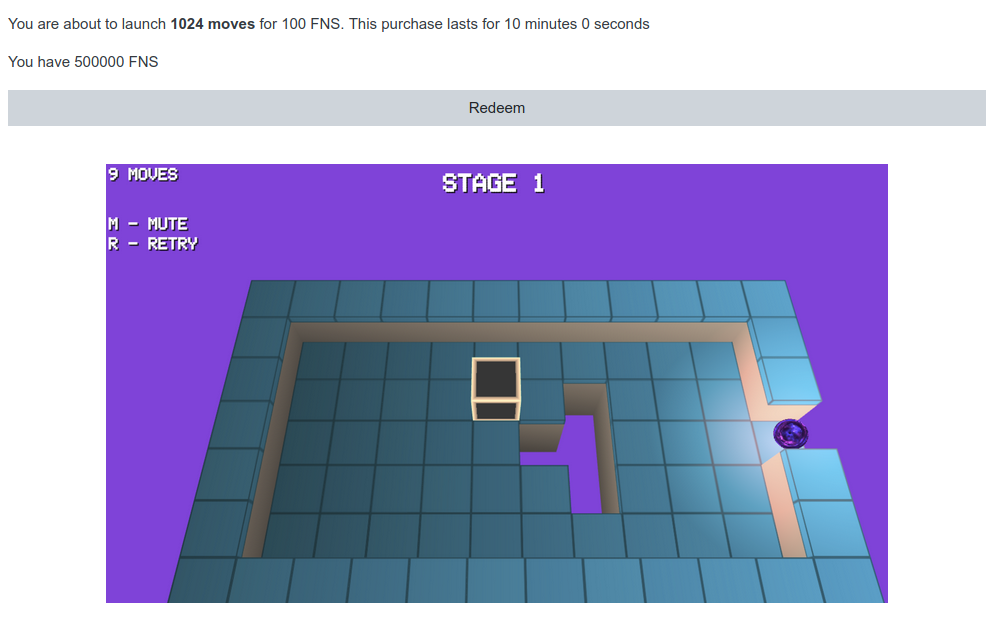 You are about to launch 1024 moves for 100 FNS. This purchase lasts for 10 minutes 0 seconds
You have 500000 FNS
Redeem
9 MOVES
STAGE 1
M - MUTE
R - RETRY